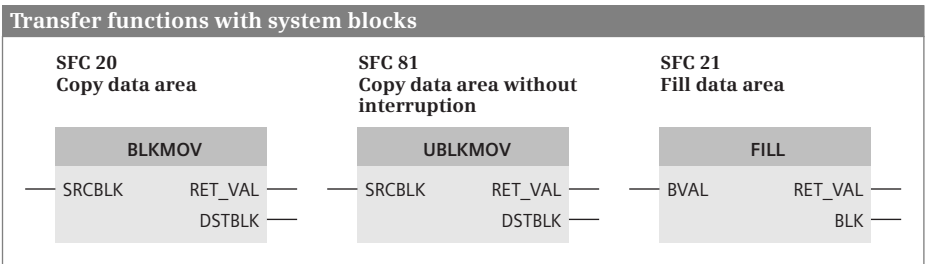 Transfer functions with system blocks
SFC 20
Copy data area
BLKMOV
SRCBLK RET_VAL
DSTBLK
SFC 81
Copy data area without
interruption
UBLKMOV
SRCBLK RET_VAL
DSTBLK
SFC 21
Fill data area
FILL
BVAL RET_VAL
BLK